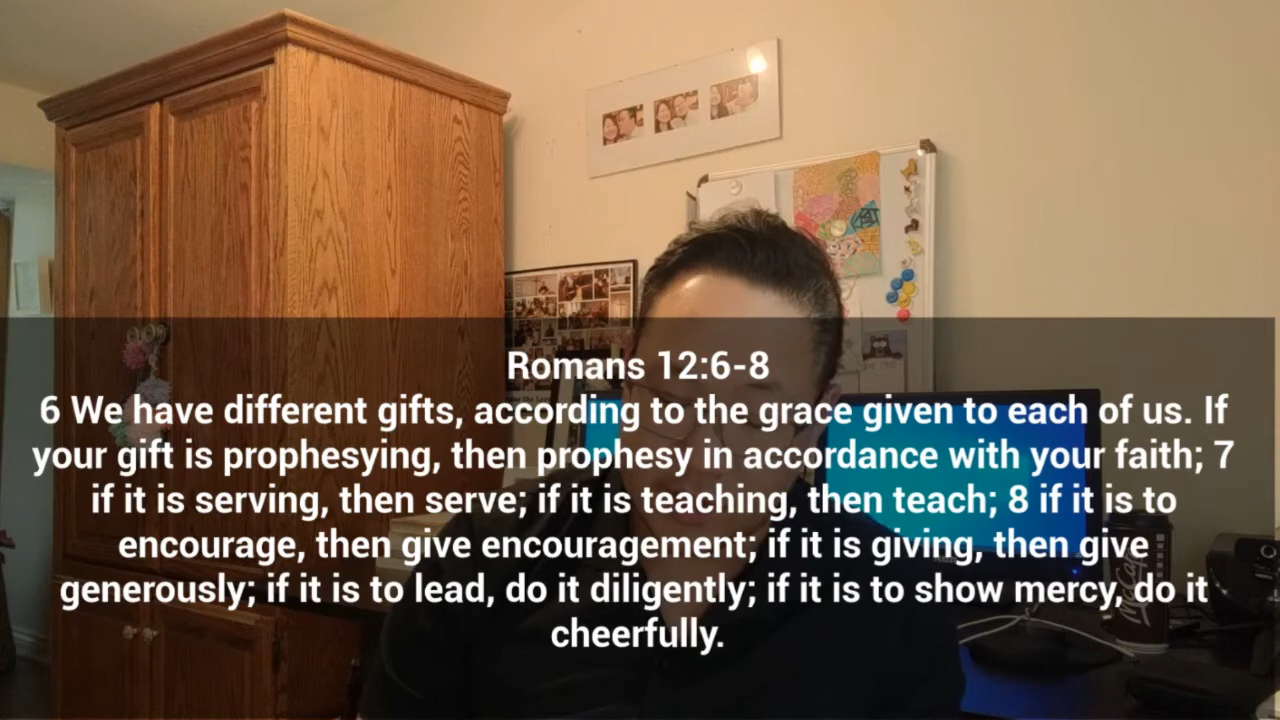 Romans 12:6-8
6 We have different gifts, according to the grace given to each of us. If
your gift is prophesying, then prophesy in accordance with your faith; 7
if it is serving, then serve; if it is teaching, then teach; 8 if it is to
encourage, then give encouragement; if it is giving, then give
generously; if it is to lead, do it diligently; if it is to show mercy, do it
cheerfully.
McCafé